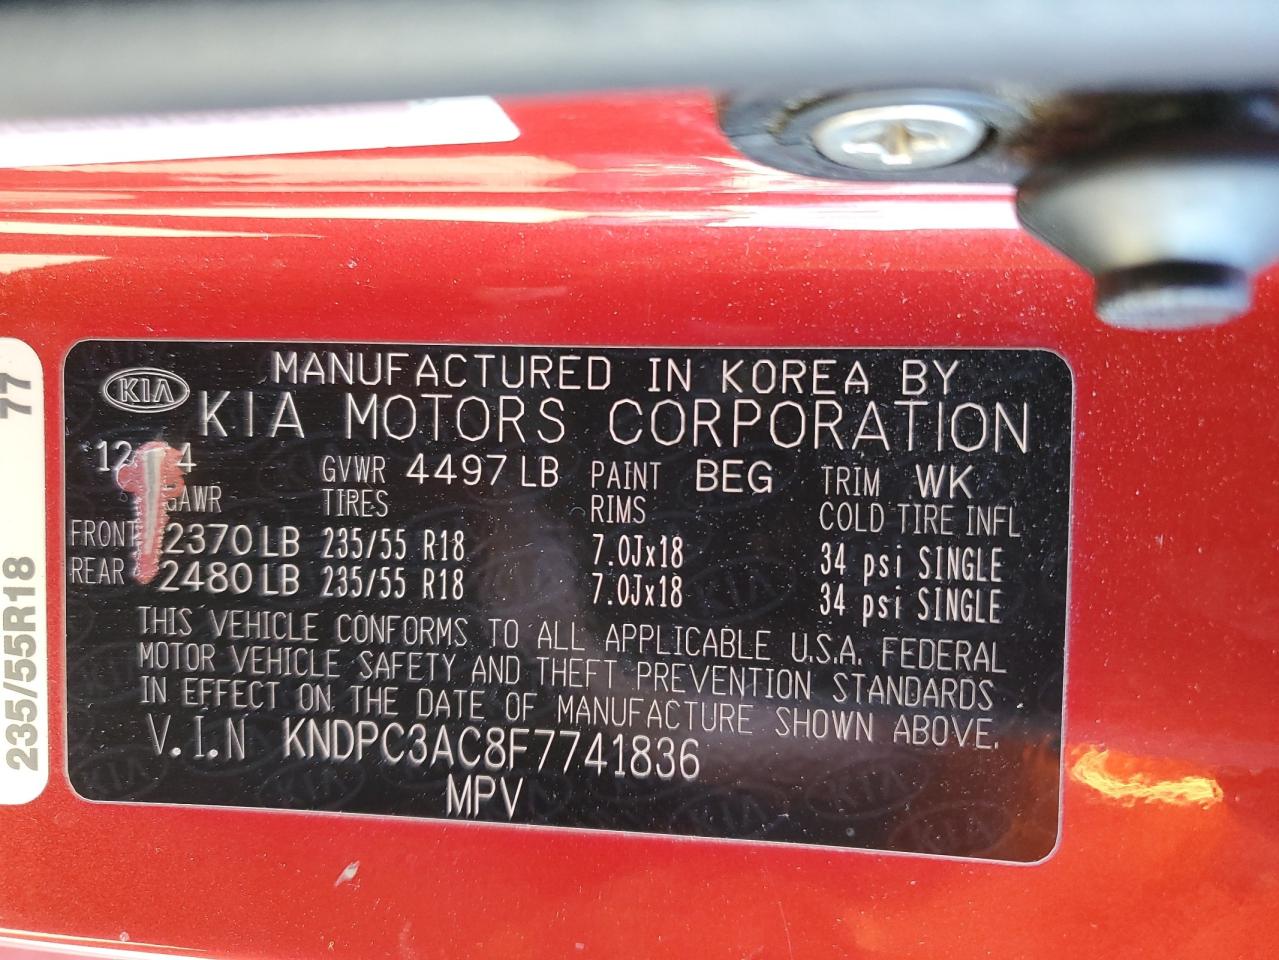 MANUFACTURED IN KOREA BY
KIA KIA MOTORS CORPORATION
GVWR 4497 LB PAINT BEG TRIM WK
GAWR TIRES RIMS COLD TIRE INFL
FRONT 2370 LB 235/55 R18 7.0Jx18 34 psi SINGLE
REAR 2480 LB 235/55 R18 7.0Jx18 34 psi SINGLE
THIS VEHICLE CONFORMS TO ALL APPLICABLE U.S.A. FEDERAL
MOTOR VEHICLE SAFETY AND THEFT PREVENTION STANDARDS
IN EFFECT ON THE DATE OF MANUFACTURE SHOWN ABOVE.
V.I.N KNDPC3AC8F7741836
MPV
235/55R18 77